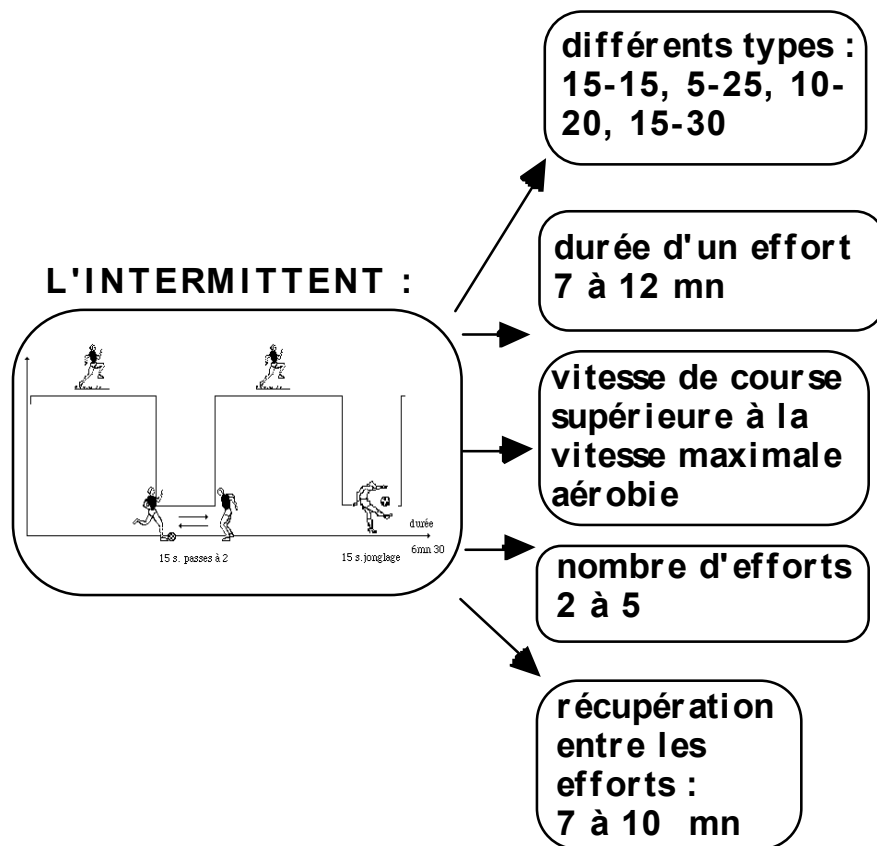 L'INTERMITTENT :
durée
6mn 30
15 s. passes à 2
15 s.jonglage
différents types :
15-15, 5-25, 10-
20, 15-30
durée d'un effort
7 à 12 mn
vitesse de course
supérieure à la
vitesse maximale
aérobie
nombre d'efforts
2 à 5
récupération
entre les
efforts :
7 à 10 mn